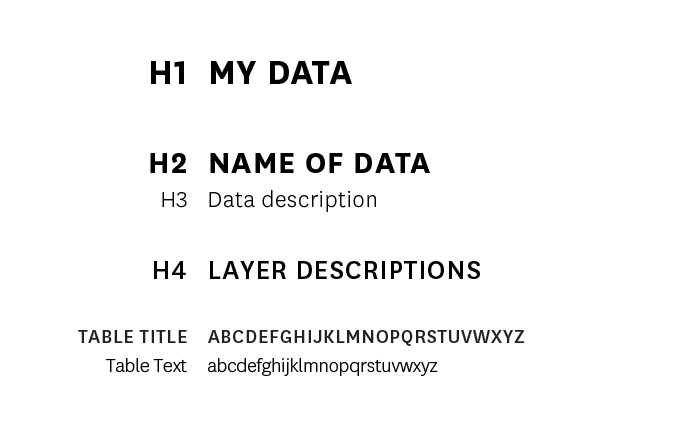 H1 MY DATA
H2 NAME OF DATA
H3 Data description
H4 LAYER DESCRIPTIONS
TABLE TITLE ABCDEFGHIJKLMNOPQRSTUVWXYZ
Table Text abcdefghijklmnopqrstuvwxyz